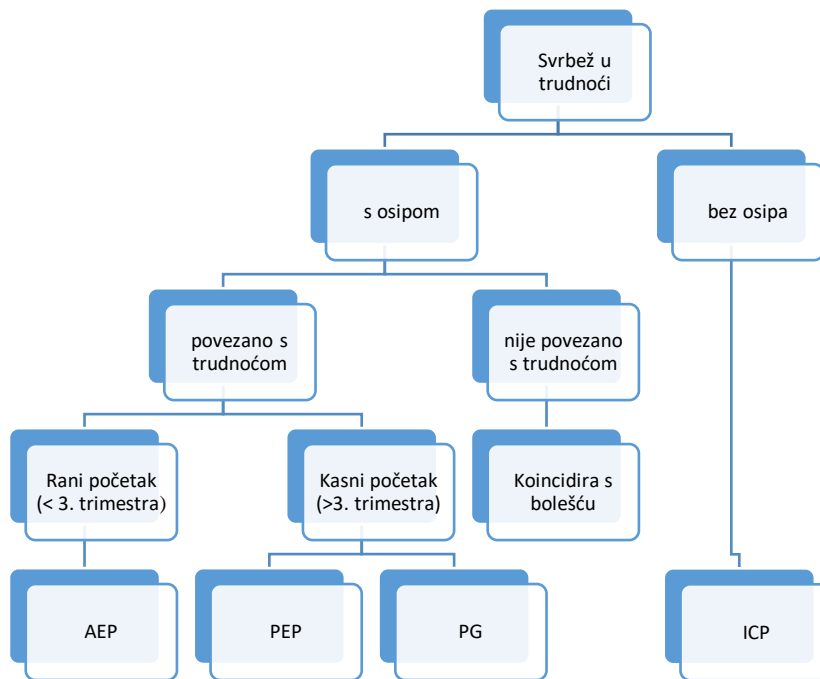 Svrbež u
trudnoći
s osipom
bez osipa
povezano s
trudnoćom
nije povezano
s trudnoćom
Rani početak
(< 3. trimestra)
Kasni početak
(>3. trimestra)
Koincidira s
bolešću
AEP
PEP
PG
ICP